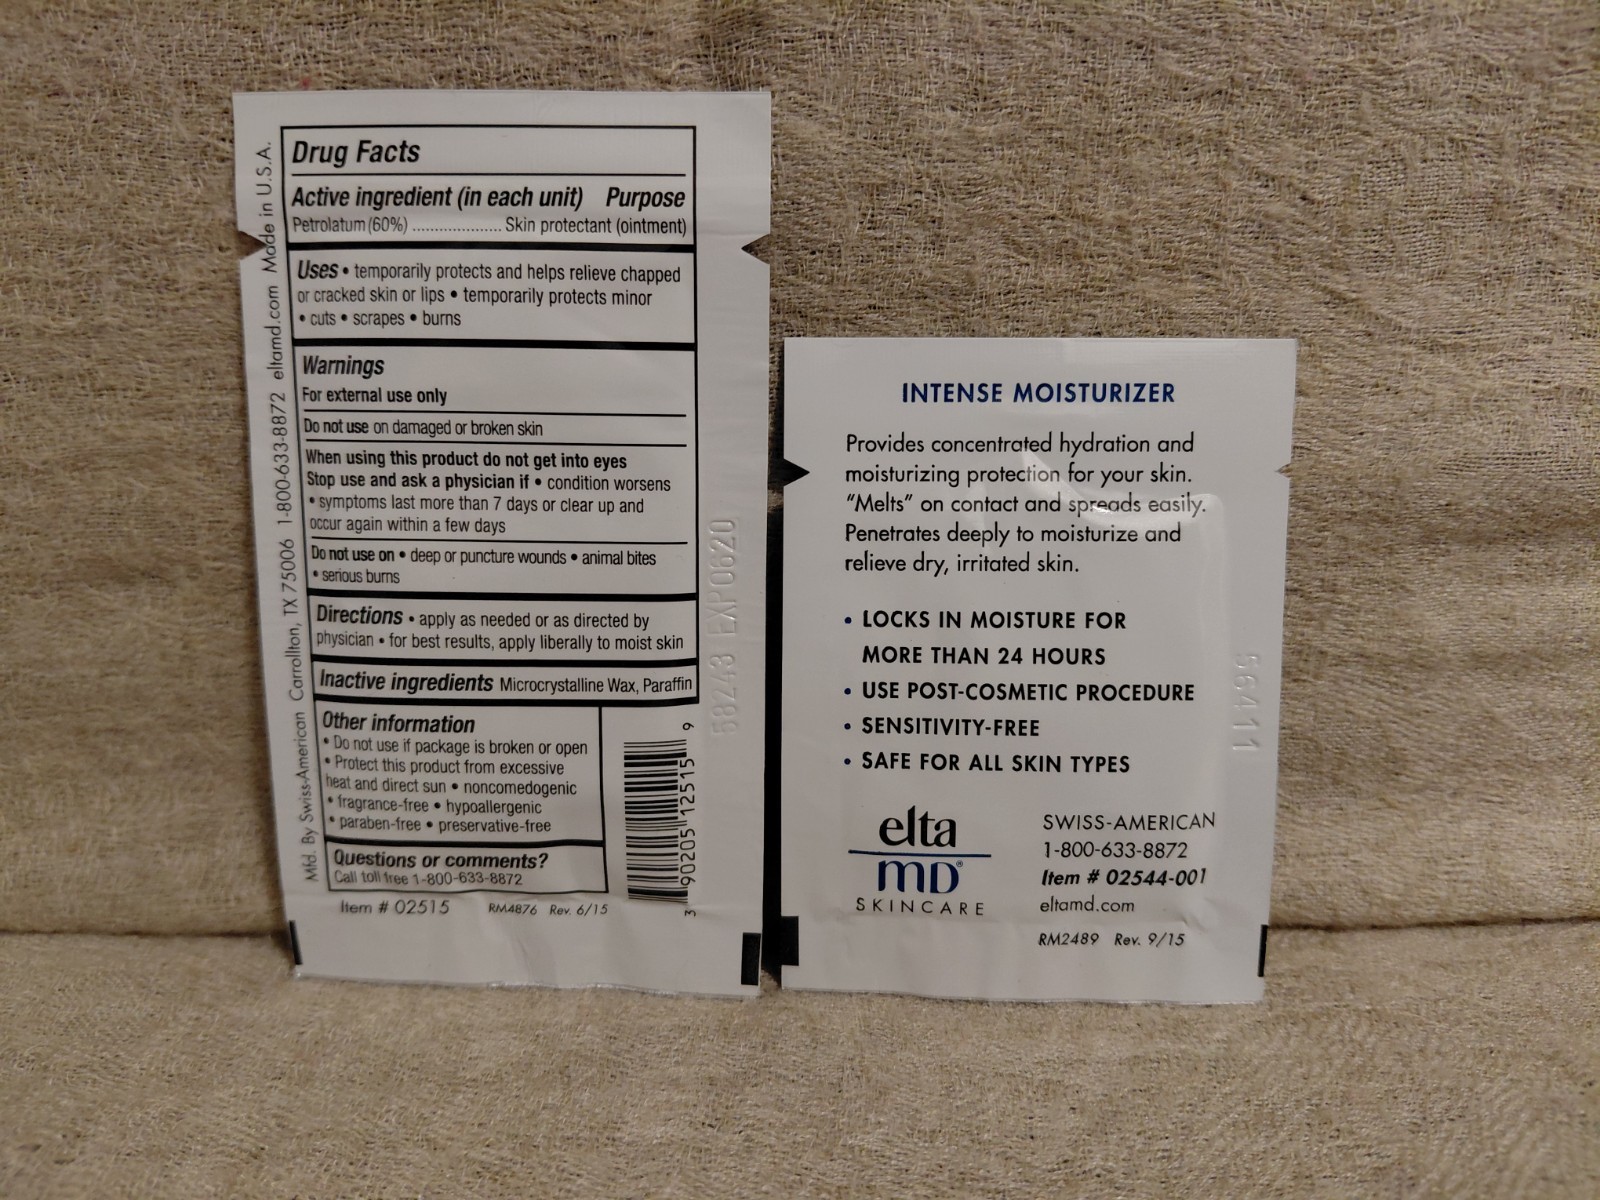 Drug Facts
Active ingredient (in each unit) Purpose
Petrolatum (60%) .................... Skin protectant (ointment)
Uses • temporarily protects and helps relieve chapped
or cracked skin or lips • temporarily protects minor
• cuts • scrapes • burns
Warnings
For external use only
Do not use on damaged or broken skin
When using this product do not get into eyes
Stop use and ask a physician if • condition worsens
• symptoms last more than 7 days or clear up and
occur again within a few days
Do not use on • deep or puncture wounds • animal bites
• serious burns
Directions • apply as needed or as directed by
physician • for best results, apply liberally to moist skin
Inactive ingredients Microcrystalline Wax, Paraffin
Other information
• Do not use if package is broken or open
• Protect this product from excessive
heat and direct sun • noncomedogenic
• fragrance-free • hypoallergenic
• paraben-free • preservative-free
Questions or comments?
Call toll free 1-800-633-8872
Item # 02515 RM4876 Rev. 6/15
3 90205 12515 9
Mfd. By Swiss-American Carrollton, TX 75006 1-800-633-8872 eltamd.com Made in U.S.A.
58243 EXP0620
INTENSE MOISTURIZER
Provides concentrated hydration and
moisturizing protection for your skin.
“Melts” on contact and spreads easily.
Penetrates deeply to moisturize and
relieve dry, irritated skin.
• LOCKS IN MOISTURE FOR
MORE THAN 24 HOURS
• USE POST-COSMETIC PROCEDURE
• SENSITIVITY-FREE
• SAFE FOR ALL SKIN TYPES
elta
MD®
SKINCARE
SWISS-AMERICAN
1-800-633-8872
Item # 02544-001
eltamd.com
RM2489 Rev. 9/15
56411